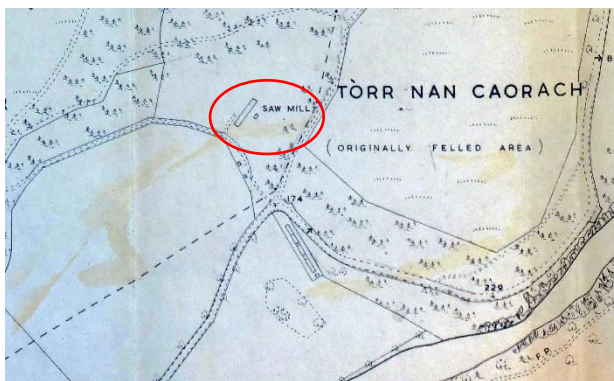 TÒRR NAN CAORACH
SAW MILL
(ORIGINALLY FELLED AREA)
174
229
F.P.
B